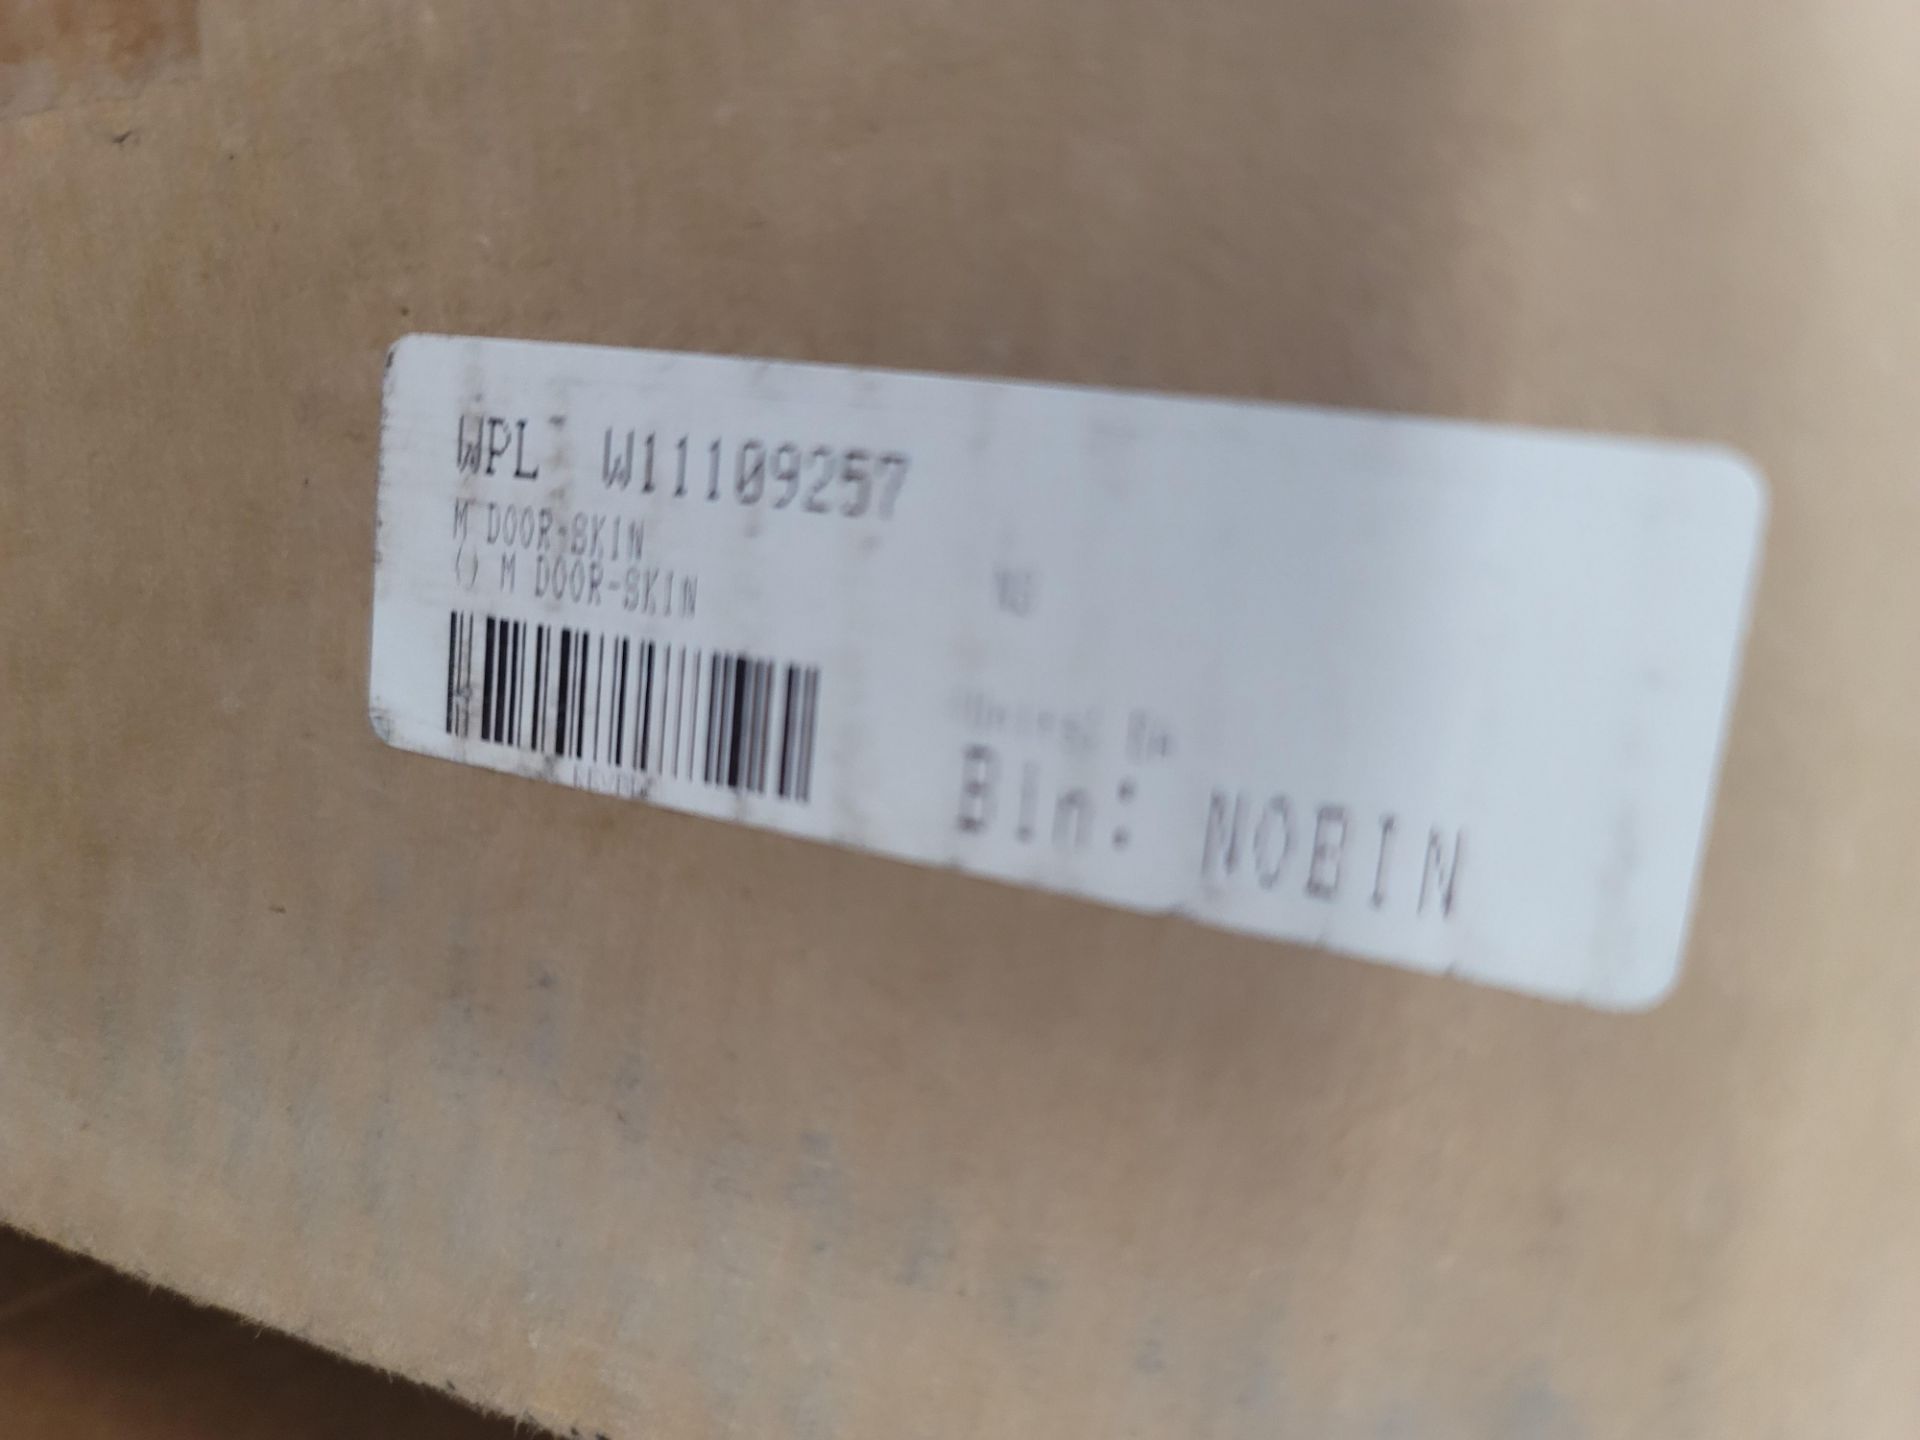 WPL W11109257
M DOOR-SKIN
() M DOOR-SKIN
Bin: NOBIN